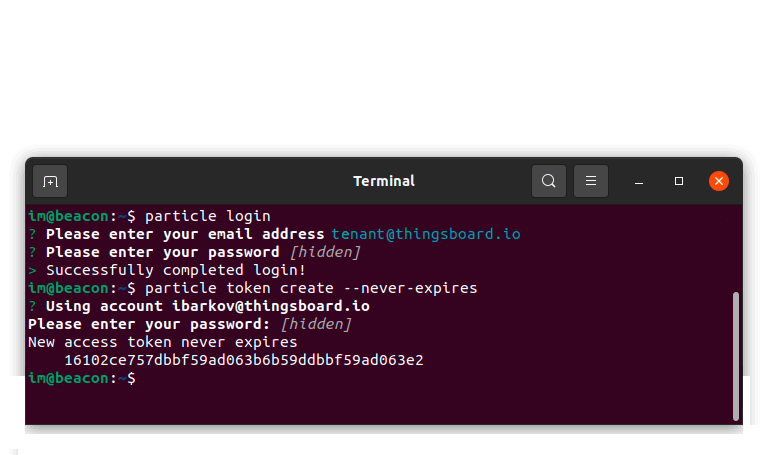 Terminal
im@beacon:~$ particle login
? Please enter your email address tenant@thingsboard.io
? Please enter your password [hidden]
> Successfully completed login!
im@beacon:~$ particle token create --never-expires
? Using account ibarkov@thingsboard.io
Please enter your password: [hidden]
New access token never expires
16102ce757dbbf59ad063b6b59ddbbf59ad063e2
im@beacon:~$